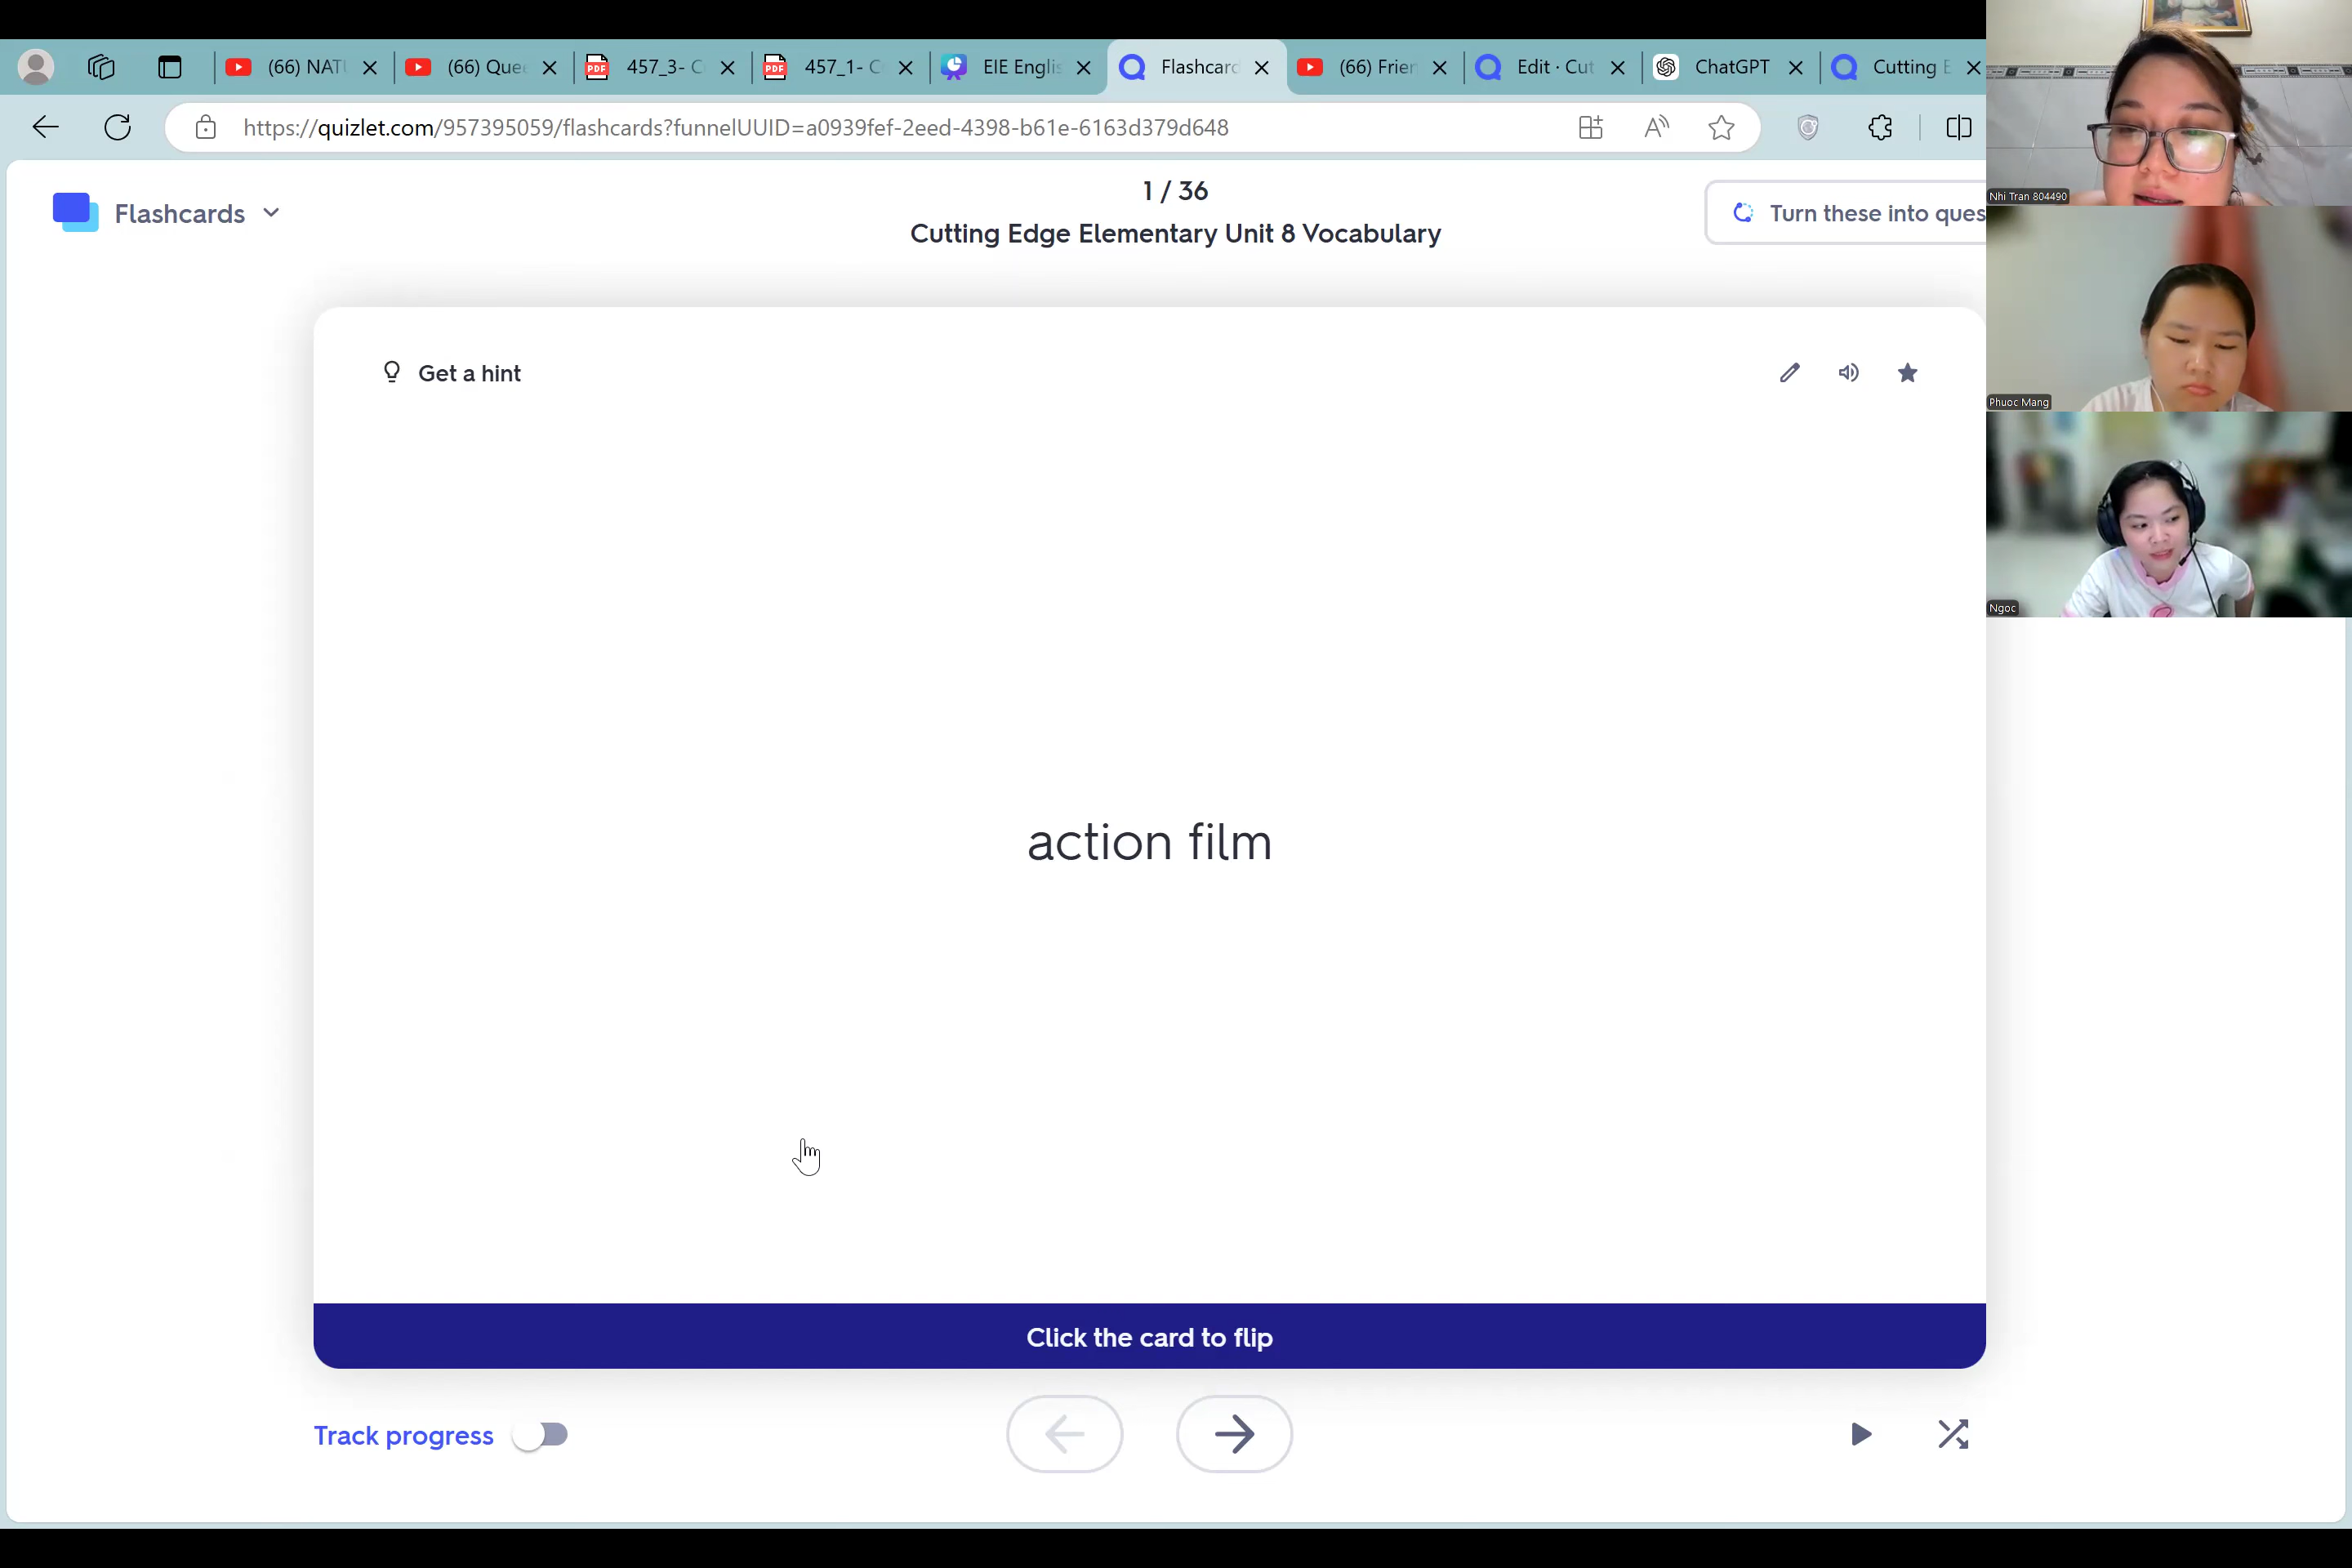 (66) NAT
(66) Que
457_3- C
457_1- C
EIE Englis
Flashcard
(66) Frien
Edit · Cut
ChatGPT
Cutting E
https://quizlet.com/957395059/flashcards?funnelUUID=a0939fef-2eed-4398-b61e-6163d379d648
Flashcards
1 / 36
Cutting Edge Elementary Unit 8 Vocabulary
Turn these into ques
Nhi Tran 804490
Phuoc Mang
Ngoc
Get a hint
action film
Click the card to flip
Track progress